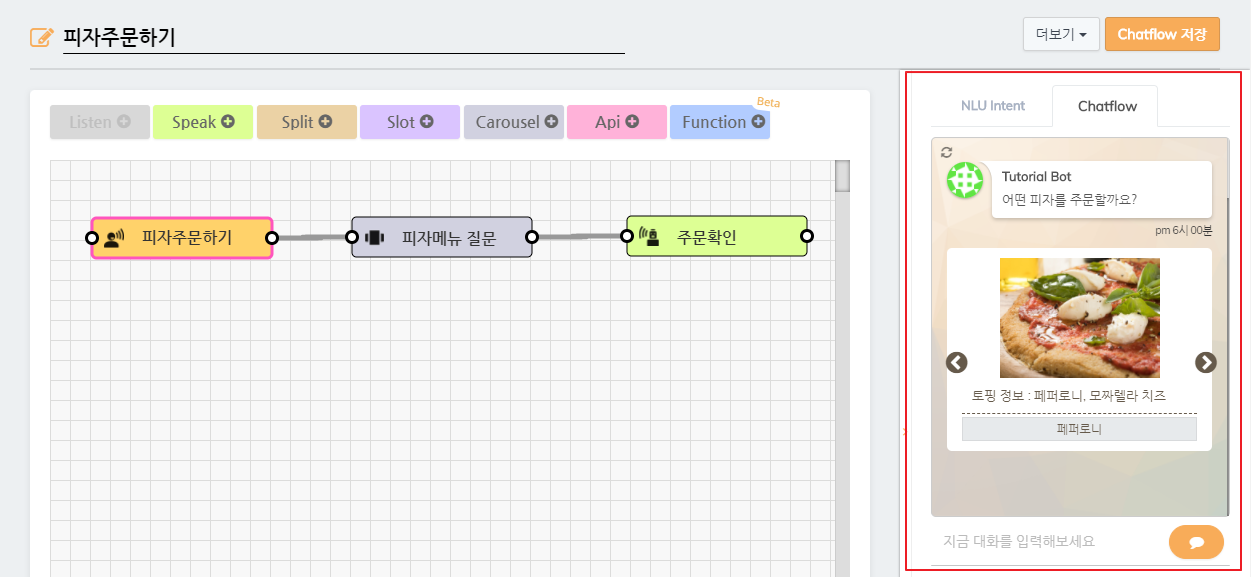 피자주문하기
더보기
Chatflow 저장
Listen
Speak
Split
Slot
Carousel
Api
Function
Beta
피자주문하기
피자메뉴 질문
주문확인
NLU Intent
Chatflow
Tutorial Bot
어떤 피자를 주문할까요?
pm 6시 00분
토핑 정보 : 페퍼로니, 모짜렐라 치즈
페퍼로니
지금 대화를 입력해보세요